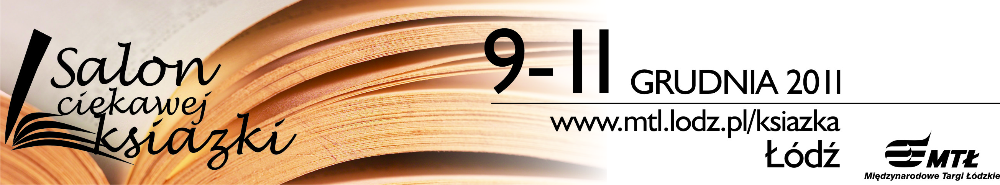 Salon
ciekawej
ksiazki
9-11 GRUDNIA 2011
www.mtl.lodz.pl/ksiazka
Łódź
MTŁ
Międzynarodowe Targi Łódzkie